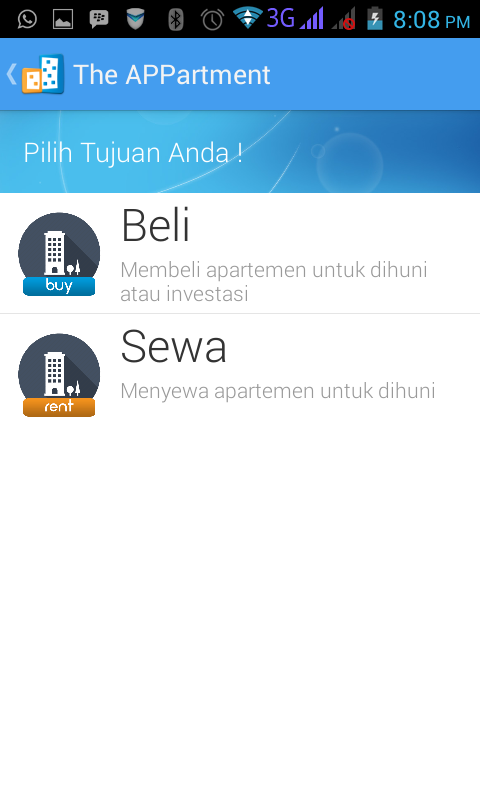 3G 8:08 PM
The APPartment
Pilih Tujuan Anda !
Beli
Membeli apartemen untuk dihuni
atau investasi
buy
Sewa
Menyewa apartemen untuk dihuni
rent